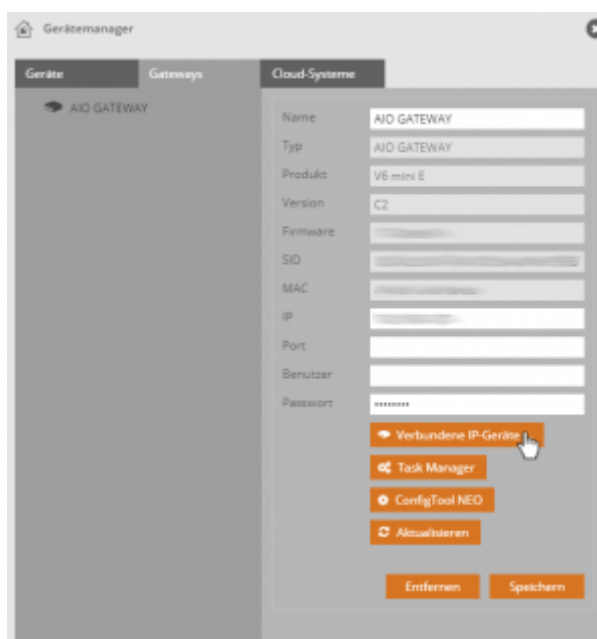 Gerätemanager
Geräte Gateways Cloud-Systeme
AIO GATEWAY
Name AIO GATEWAY
Typ AIO GATEWAY
Produkt V6 mini E
Version C2
Firmware
SID
MAC
IP
Port
Benutzer
Passwort ••••••••
Verbundene IP-Geräte
Task Manager
ConfigTool NEO
Aktualisieren
Entfernen Speichern